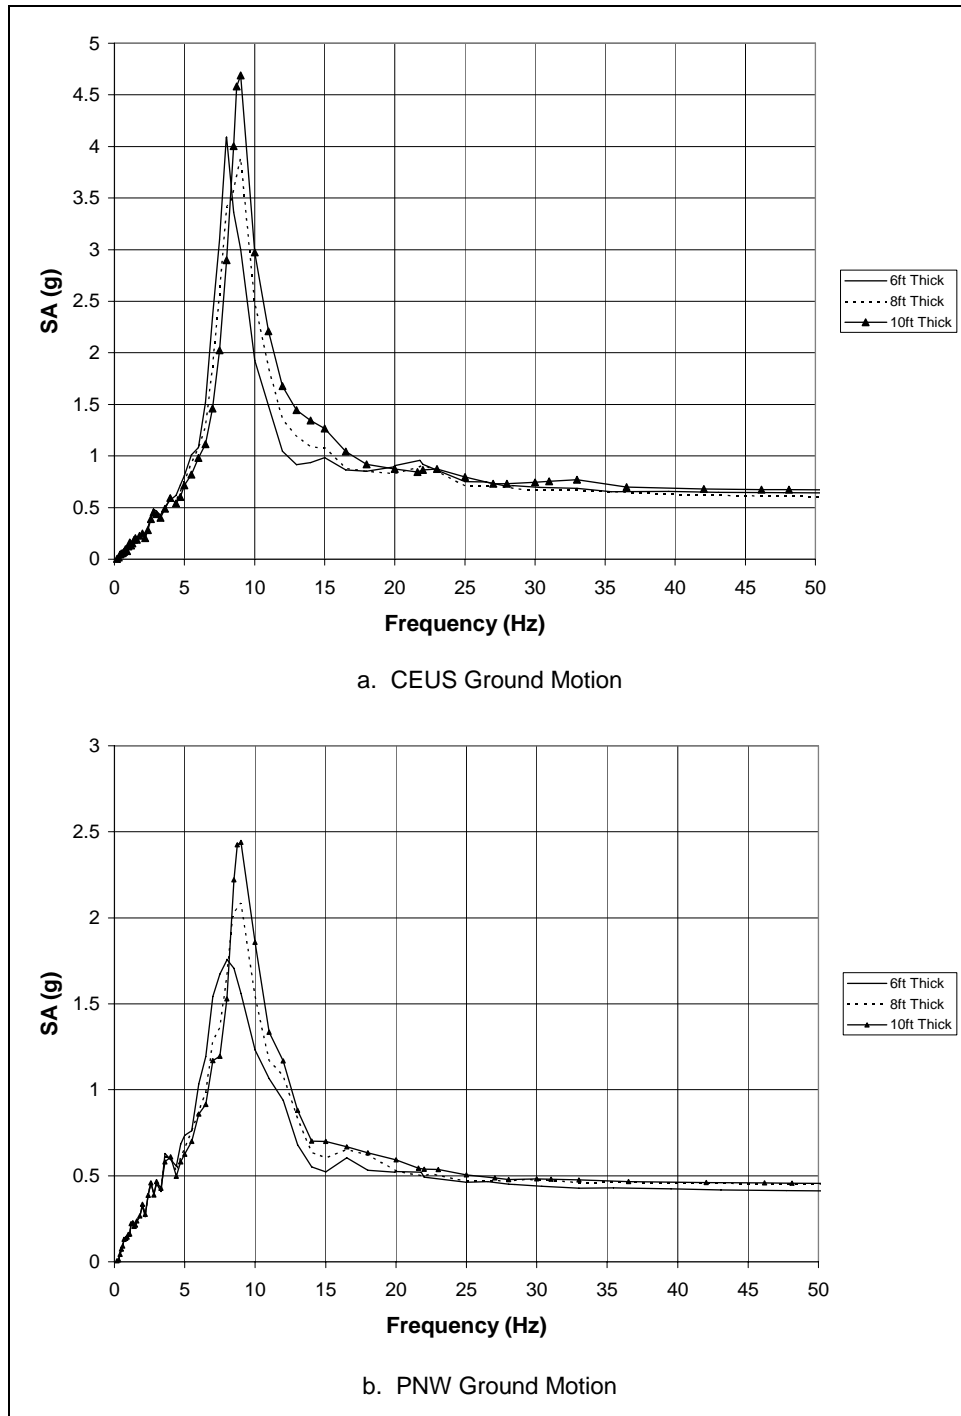 5
4.5
4
3.5
3
2.5
2
1.5
1
0.5
0
SA (g)
0 5 10 15 20 25 30 35 40 45 50
Frequency (Hz)
6ft Thick
8ft Thick
10ft Thick
a. CEUS Ground Motion
3
2.5
2
1.5
1
0.5
0
SA (g)
0 5 10 15 20 25 30 35 40 45 50
Frequency (Hz)
6ft Thick
8ft Thick
10ft Thick
b. PNW Ground Motion